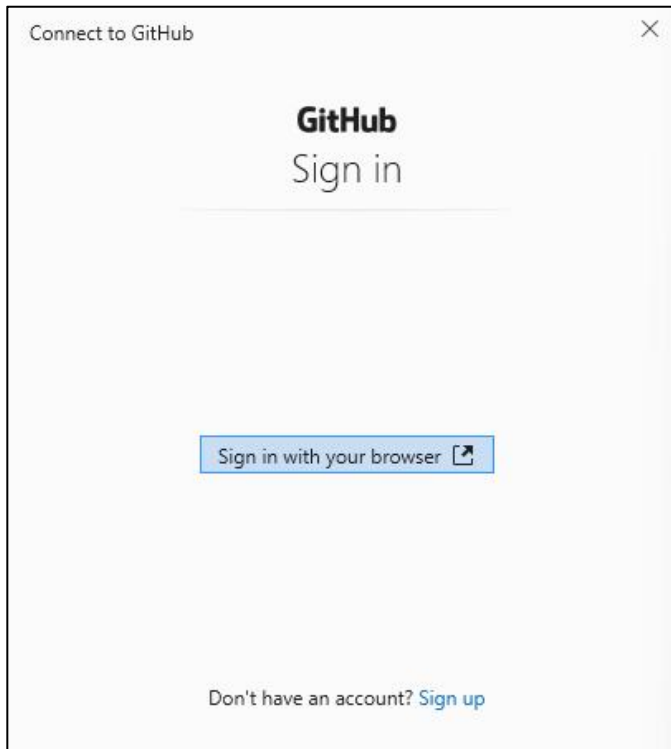 Connect to GitHub
GitHub
Sign in
Sign in with your browser
Don't have an account? Sign up